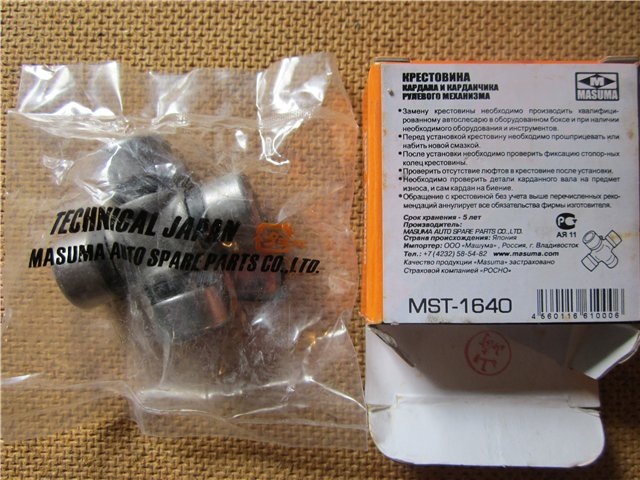 TECHNICAL JAPAN
MASUMA AUTO SPARE PARTS CO.,LTD.
КРЕСТОВИНА
КАРДАНА И КАРДАНЧИКА
РУЛЕВОГО МЕХАНИЗМА
M
MASUMA
•Замену крестовины необходимо производить квалифици-
рованному автослесарю в оборудованном боксе и при наличии
необходимого оборудования и инструментов.
•Перед установкой крестовину необходимо прошприцевать или
набить новой смазкой.
•После установки необходимо проверить фиксацию стопор-ных
колец крестовины.
•Проверить отсутствие люфтов в крестовине после установки.
•Необходимо проверить детали карданного вала на предмет
износа, и сам кардан на биение.
•Обращение с крестовиной без учета выше перечисленных реко-
мендаций аннулирует все обязательства фирмы изготовителя.
Срок хранения - 5 лет
Производитель:
MASUMA AUTO SPARE PARTS CO.,LTD.
Страна происхождения: Япония
Импортер: ООО «Машума», Россия, г. Владивосток
Тел.: +7(4232) 58-54-82 www.masuma.com
Качество продукции «Masuma» застраховано
Страховой компанией «РОСНО»
АЯ 11
MST-1640
4 560116 610006